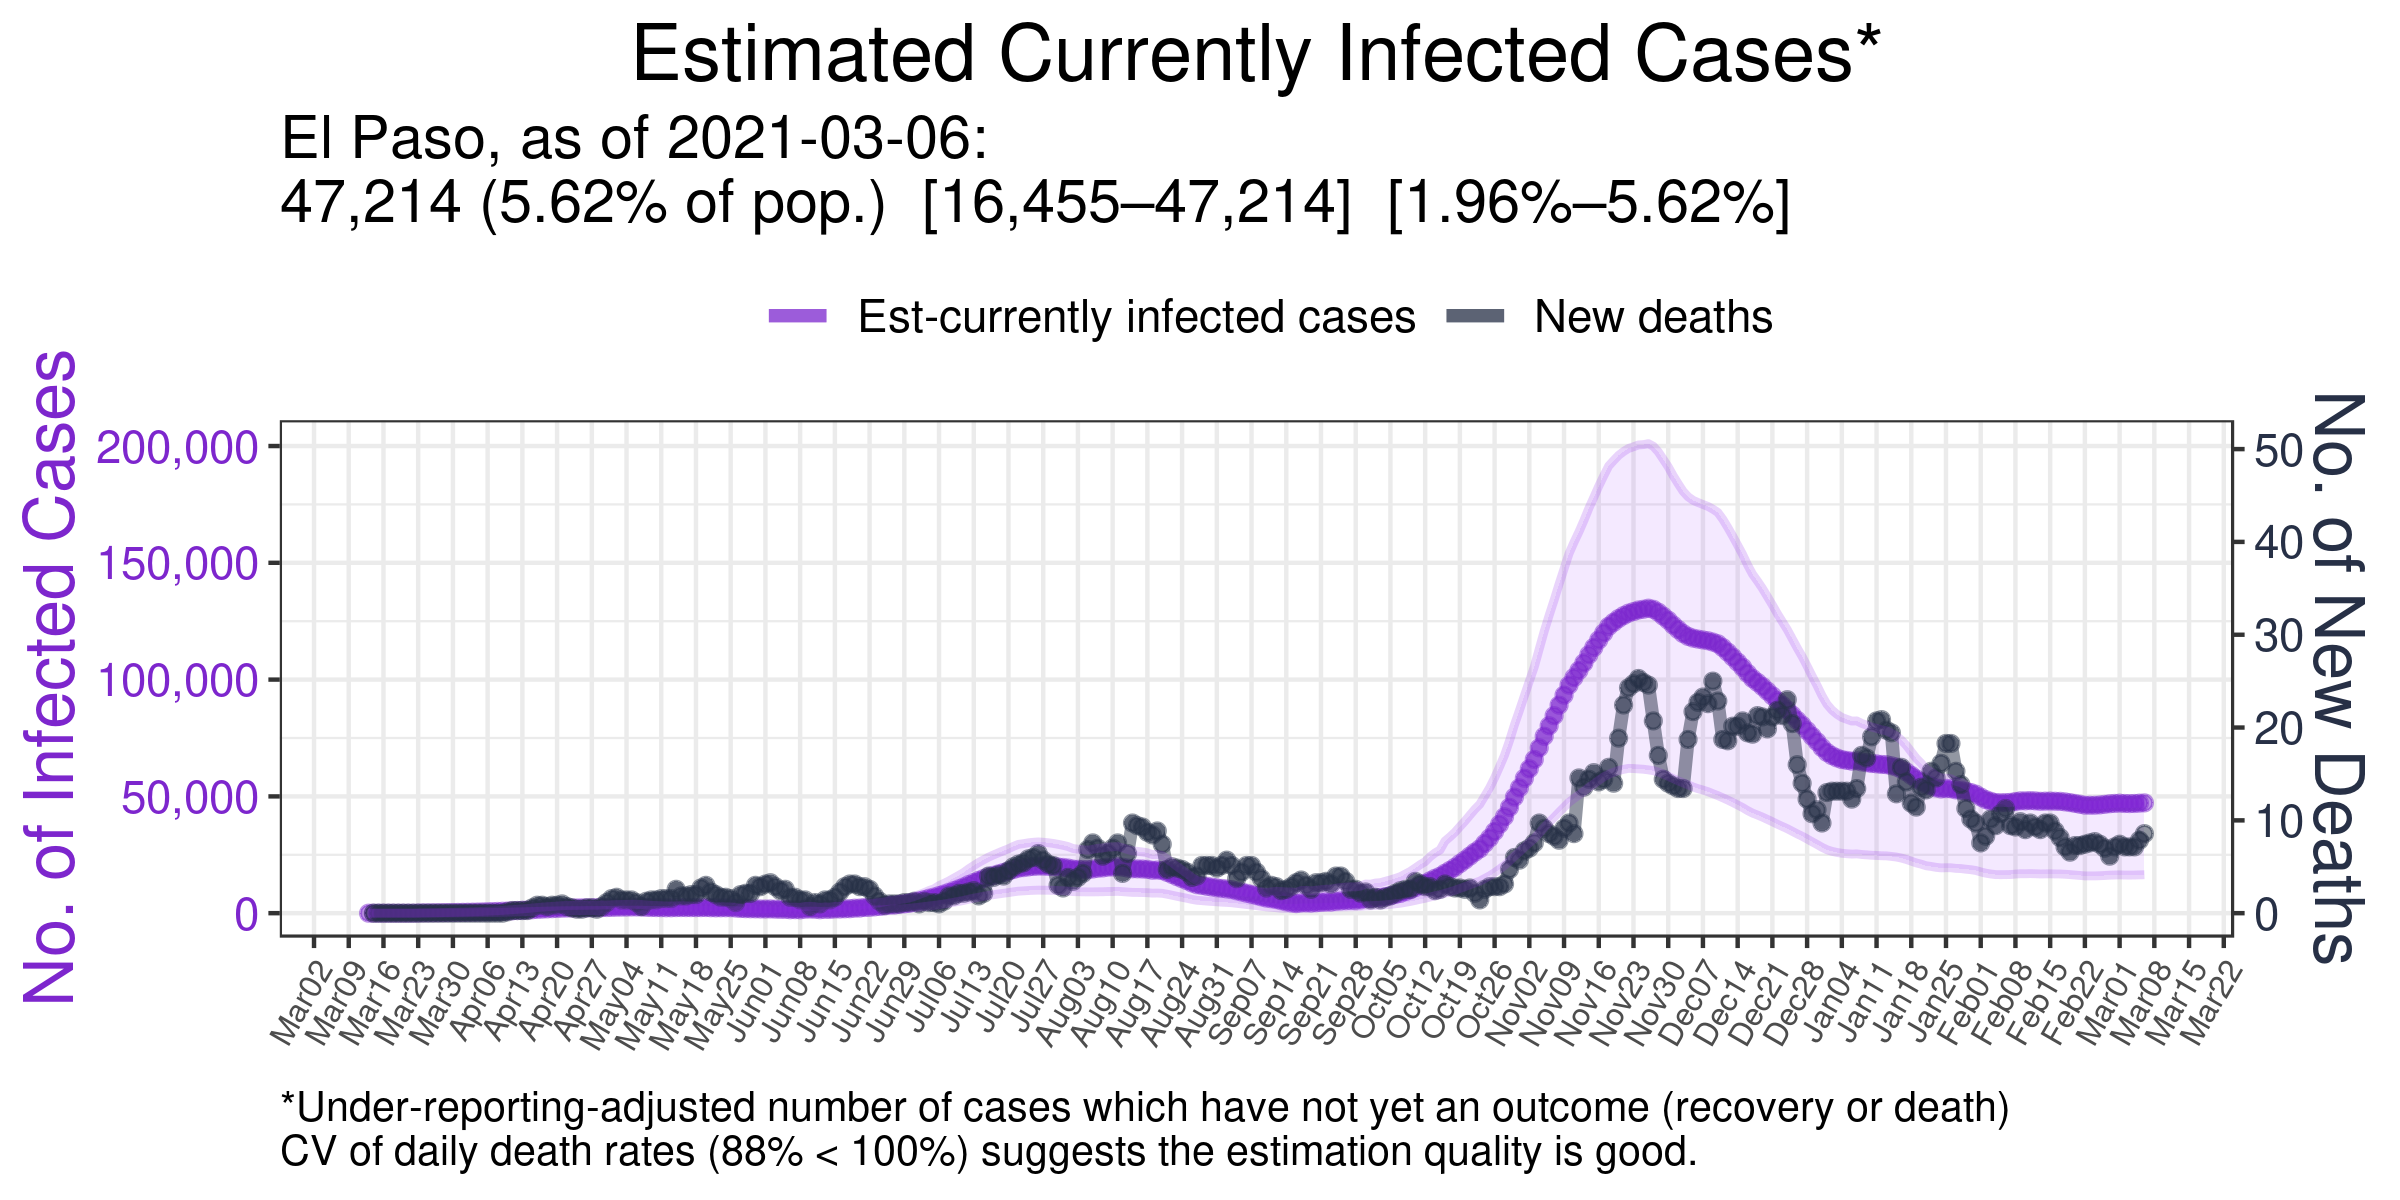 Estimated Currently Infected Cases*
El Paso, as of 2021-03-06:
47,214 (5.62% of pop.)  [16,455–47,214]  [1.96%–5.62%]
Est-currently infected cases
New deaths
No. of Infected Cases
200,000
150,000
100,000
50,000
0
50
40
30
20
10
0
No. of New Deaths
Mar02
Mar09
Mar16
Mar23
Mar30
Apr06
Apr13
Apr20
Apr27
May04
May11
May18
May25
Jun01
Jun08
Jun15
Jun22
Jun29
Jul06
Jul13
Jul20
Jul27
Aug03
Aug10
Aug17
Aug24
Aug31
Sep07
Sep14
Sep21
Sep28
Oct05
Oct12
Oct19
Oct26
Nov02
Nov09
Nov16
Nov23
Nov30
Dec07
Dec14
Dec21
Dec28
Jan04
Jan11
Jan18
Jan25
Feb01
Feb08
Feb15
Feb22
Mar01
Mar08
Mar15
Mar22
*Under-reporting-adjusted number of cases which have not yet an outcome (recovery or death)
CV of daily death rates (88% < 100%) suggests the estimation quality is good.